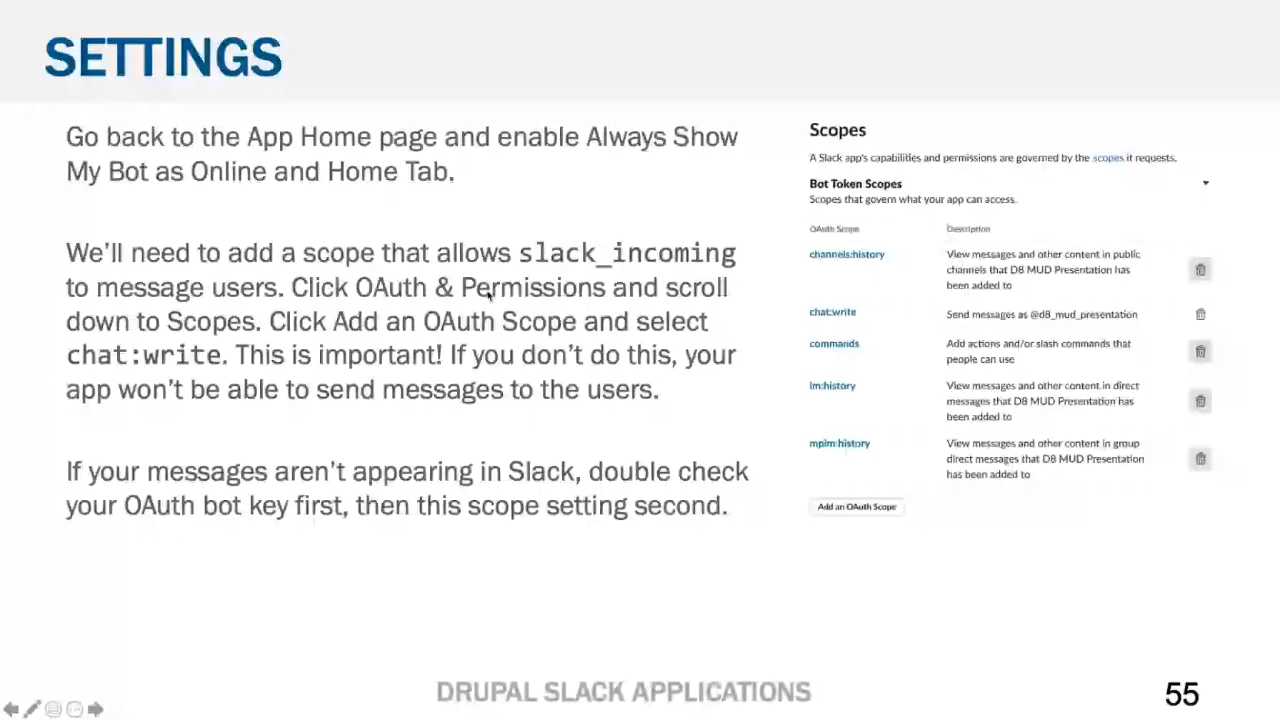 SETTINGS
Go back to the App Home page and enable Always Show
My Bot as Online and Home Tab.
We'll need to add a scope that allows slack_incoming
to message users. Click OAuth & Permissions and scroll
down to Scopes. Click Add an OAuth Scope and select
chat:write. This is important! If you don't do this, your
app won't be able to send messages to the users.
If your messages aren't appearing in Slack, double check
your OAuth bot key first, then this scope setting second.
Scopes
A Slack app's capabilities and permissions are governed by the scopes it requests.
Bot Token Scopes
Scopes that govern what your app can access.
OAuth Scope Description
channels:history View messages and other content in public
channels that D8 MUD Presentation has
been added to
chat:write Send messages as @d8_mud_presentation
commands Add actions and/or slash commands that
people can use
im:history View messages and other content in direct
messages that D8 MUD Presentation has
been added to
mpim:history View messages and other content in group
direct messages that D8 MUD Presentation
has been added to
Add an OAuth Scope
DRUPAL SLACK APPLICATIONS
55